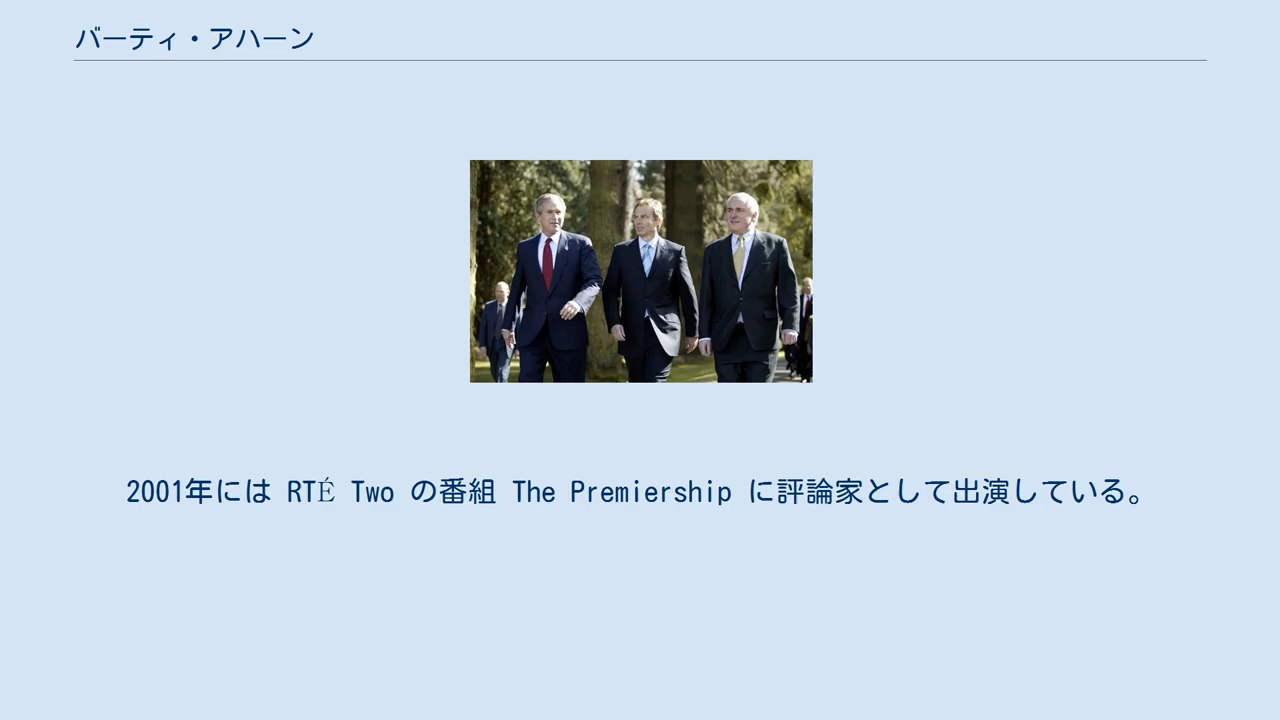 バーティ・アハーン
2001年には RTÉ Two の番組 The Premiership に評論家として出演している。